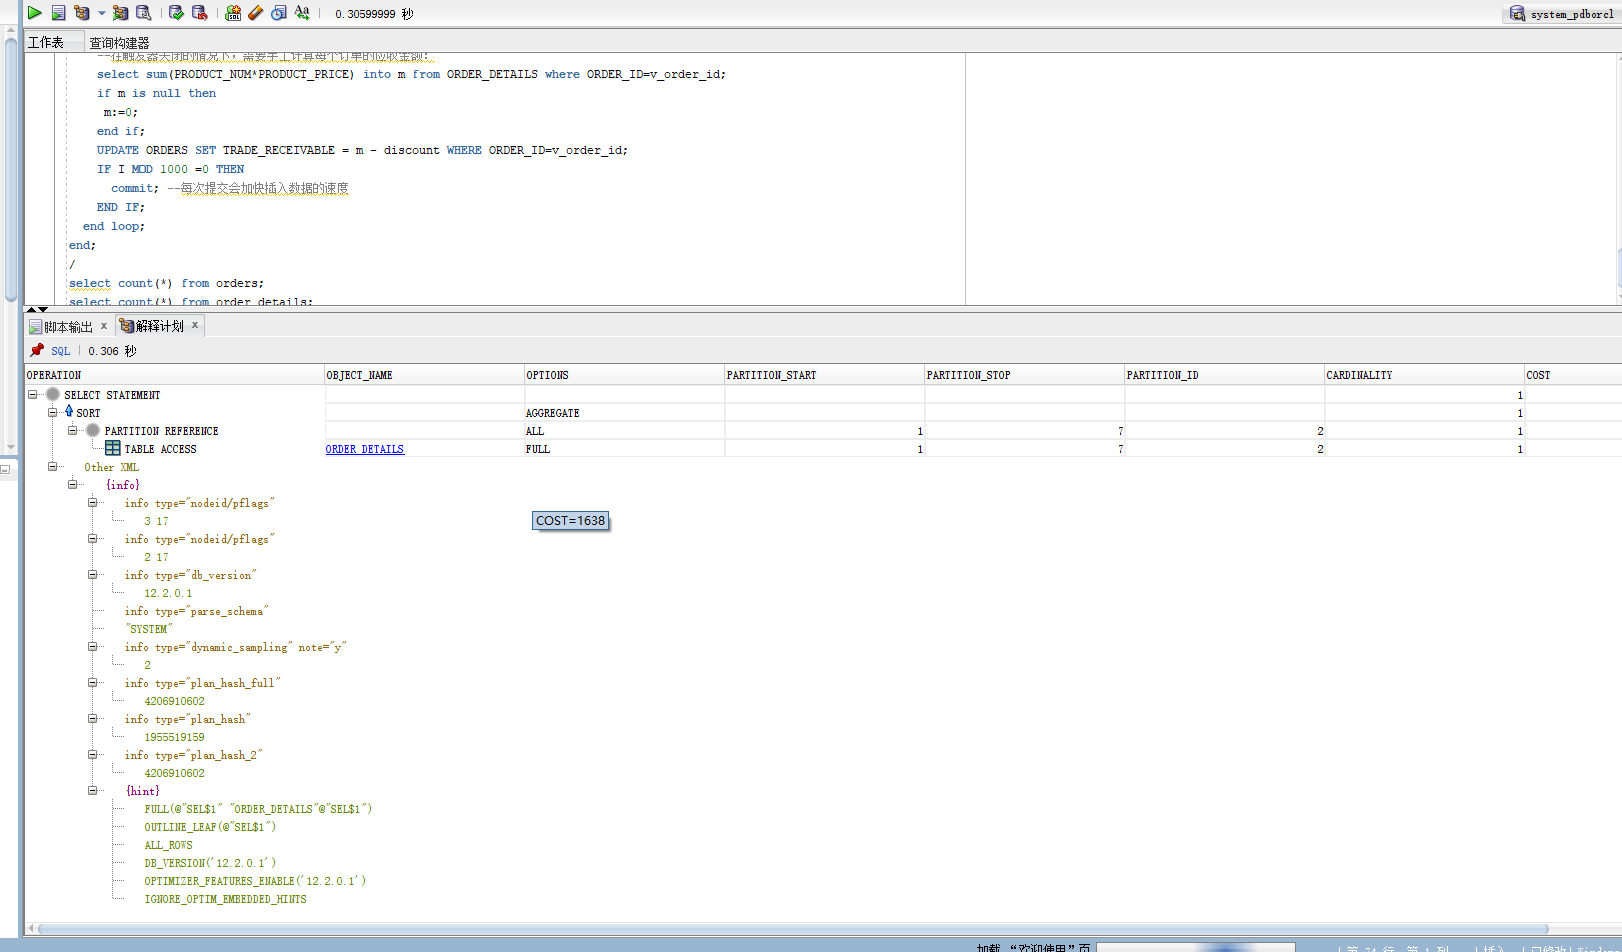 0.30599999 秒
system_pdborcl
工作表 查询构建器
--在触发器关闭的情况下，需要手工计算每个订单的应收金额：
select sum(PRODUCT_NUM*PRODUCT_PRICE) into m from ORDER_DETAILS where ORDER_ID=v_order_id;
if m is null then
m:=0;
end if;
UPDATE ORDERS SET TRADE_RECEIVABLE = m - discount WHERE ORDER_ID=v_order_id;
IF I MOD 1000 =0 THEN
commit; --每次提交会加快插入数据的速度
END IF;
end loop;
end;
/
select count(*) from orders;
select count(*) from order_details;
脚本输出 x 解释计划 x
SQL | 0.306 秒
OPERATION OBJECT_NAME OPTIONS PARTITION_START PARTITION_STOP PARTITION_ID CARDINALITY COST
SELECT STATEMENT 1
SORT AGGREGATE 1
PARTITION REFERENCE ALL 1 7 2 1
TABLE ACCESS ORDER_DETAILS FULL 1 7 2 1
Other XML
{info}
info type="nodeid/pflags"
3 17
COST=1638
info type="nodeid/pflags"
2 17
info type="db_version"
12.2.0.1
info type="parse_schema"
"SYSTEM"
info type="dynamic_sampling" note="y"
2
info type="plan_hash_full"
4206910602
info type="plan_hash"
1955519159
info type="plan_hash_2"
4206910602
{hint}
FULL(@"SEL$1" "ORDER_DETAILS"@"SEL$1")
OUTLINE_LEAF(@"SEL$1")
ALL_ROWS
DB_VERSION('12.2.0.1')
OPTIMIZER_FEATURES_ENABLE('12.2.0.1')
IGNORE_OPTIM_EMBEDDED_HINTS
加载 “欢迎使用”页